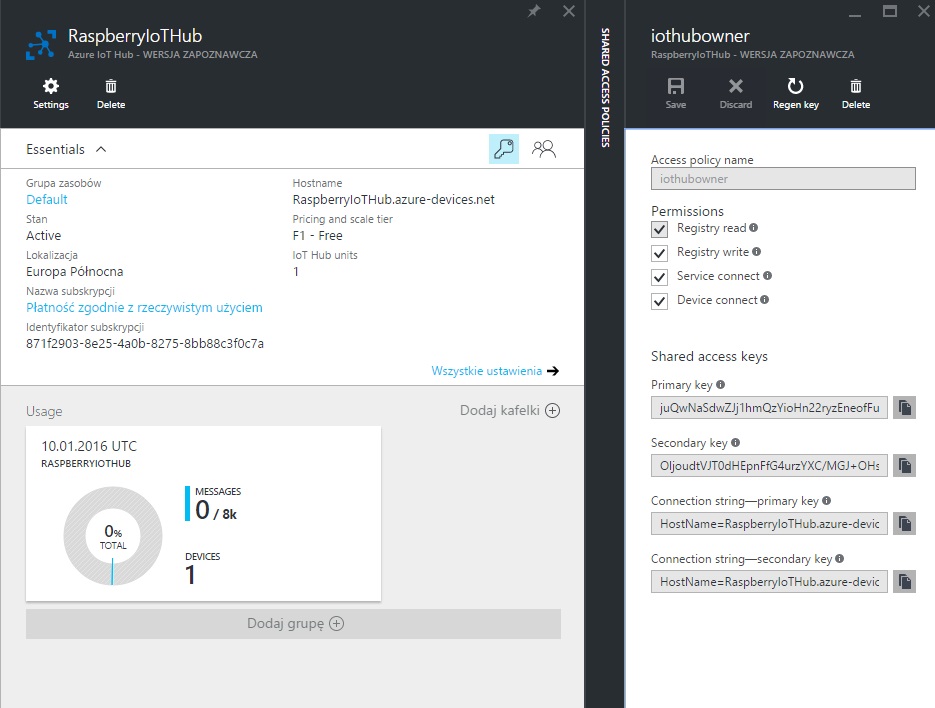 RaspberryIoTHub
Azure IoT Hub - WERSJA ZAPOZNAWCZA
Settings
Delete
Essentials
Grupa zasobów
Default
Stan
Active
Lokalizacja
Europa Północna
Nazwa subskrypcji
Płatność zgodnie z rzeczywistym użyciem
Identyfikator subskrypcji
871f2903-8e25-4a0b-8275-8bb88c3f0c7a
Hostname
RaspberryIoTHub.azure-devices.net
Pricing and scale tier
F1 - Free
IoT Hub units
1
Wszystkie ustawienia
Usage
Dodaj kafelki
10.01.2016 UTC
RASPBERRYIOTHUB
0%
TOTAL
MESSAGES
0 / 8k
DEVICES
1
Dodaj grupę
SHARED ACCESS POLICIES
iothubowner
RaspberryIoTHub - WERSJA ZAPOZNAWCZA
Save
Discard
Regen key
Delete
Access policy name
iothubowner
Permissions
Registry read
Registry write
Service connect
Device connect
Shared access keys
Primary key
juQwNaSdwZJj1hmQzYioHn22ryzEneofFu
Secondary key
OljoudtVJT0dHEpnFfG4urzYXC/MGJ+OHs
Connection string—primary key
HostName=RaspberryIoTHub.azure-devic
Connection string—secondary key
HostName=RaspberryIoTHub.azure-devic